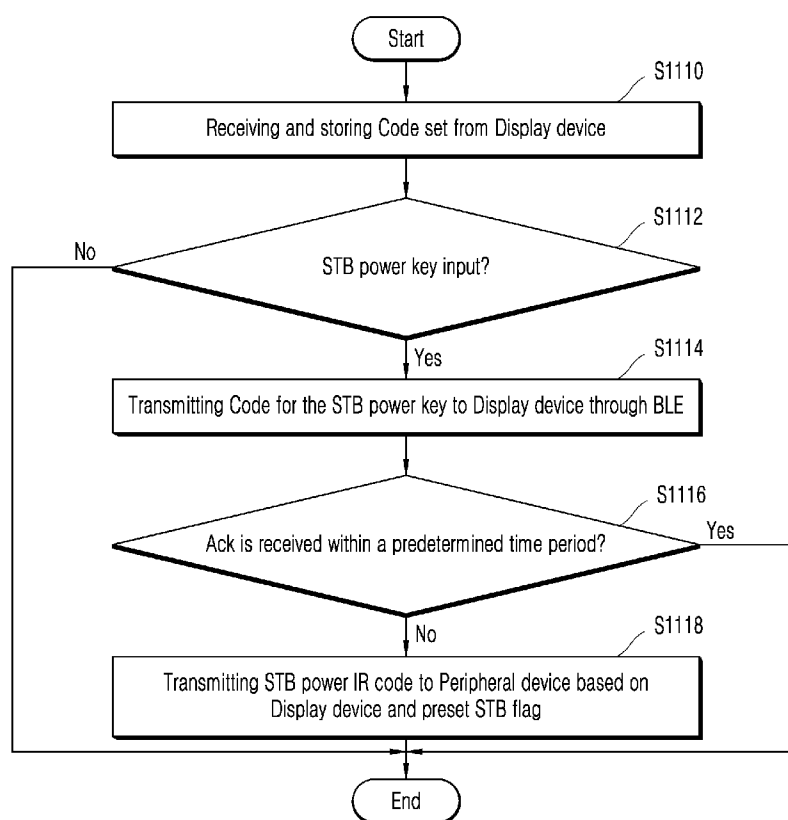 Start
S1110
Receiving and storing Code set from Display device
S1112
No
STB power key input?
Yes
S1114
Transmitting Code for the STB power key to Display device through BLE
S1116
Yes
Ack is received within a predetermined time period?
No
S1118
Transmitting STB power IR code to Peripheral device based on
Display device and preset STB flag
End